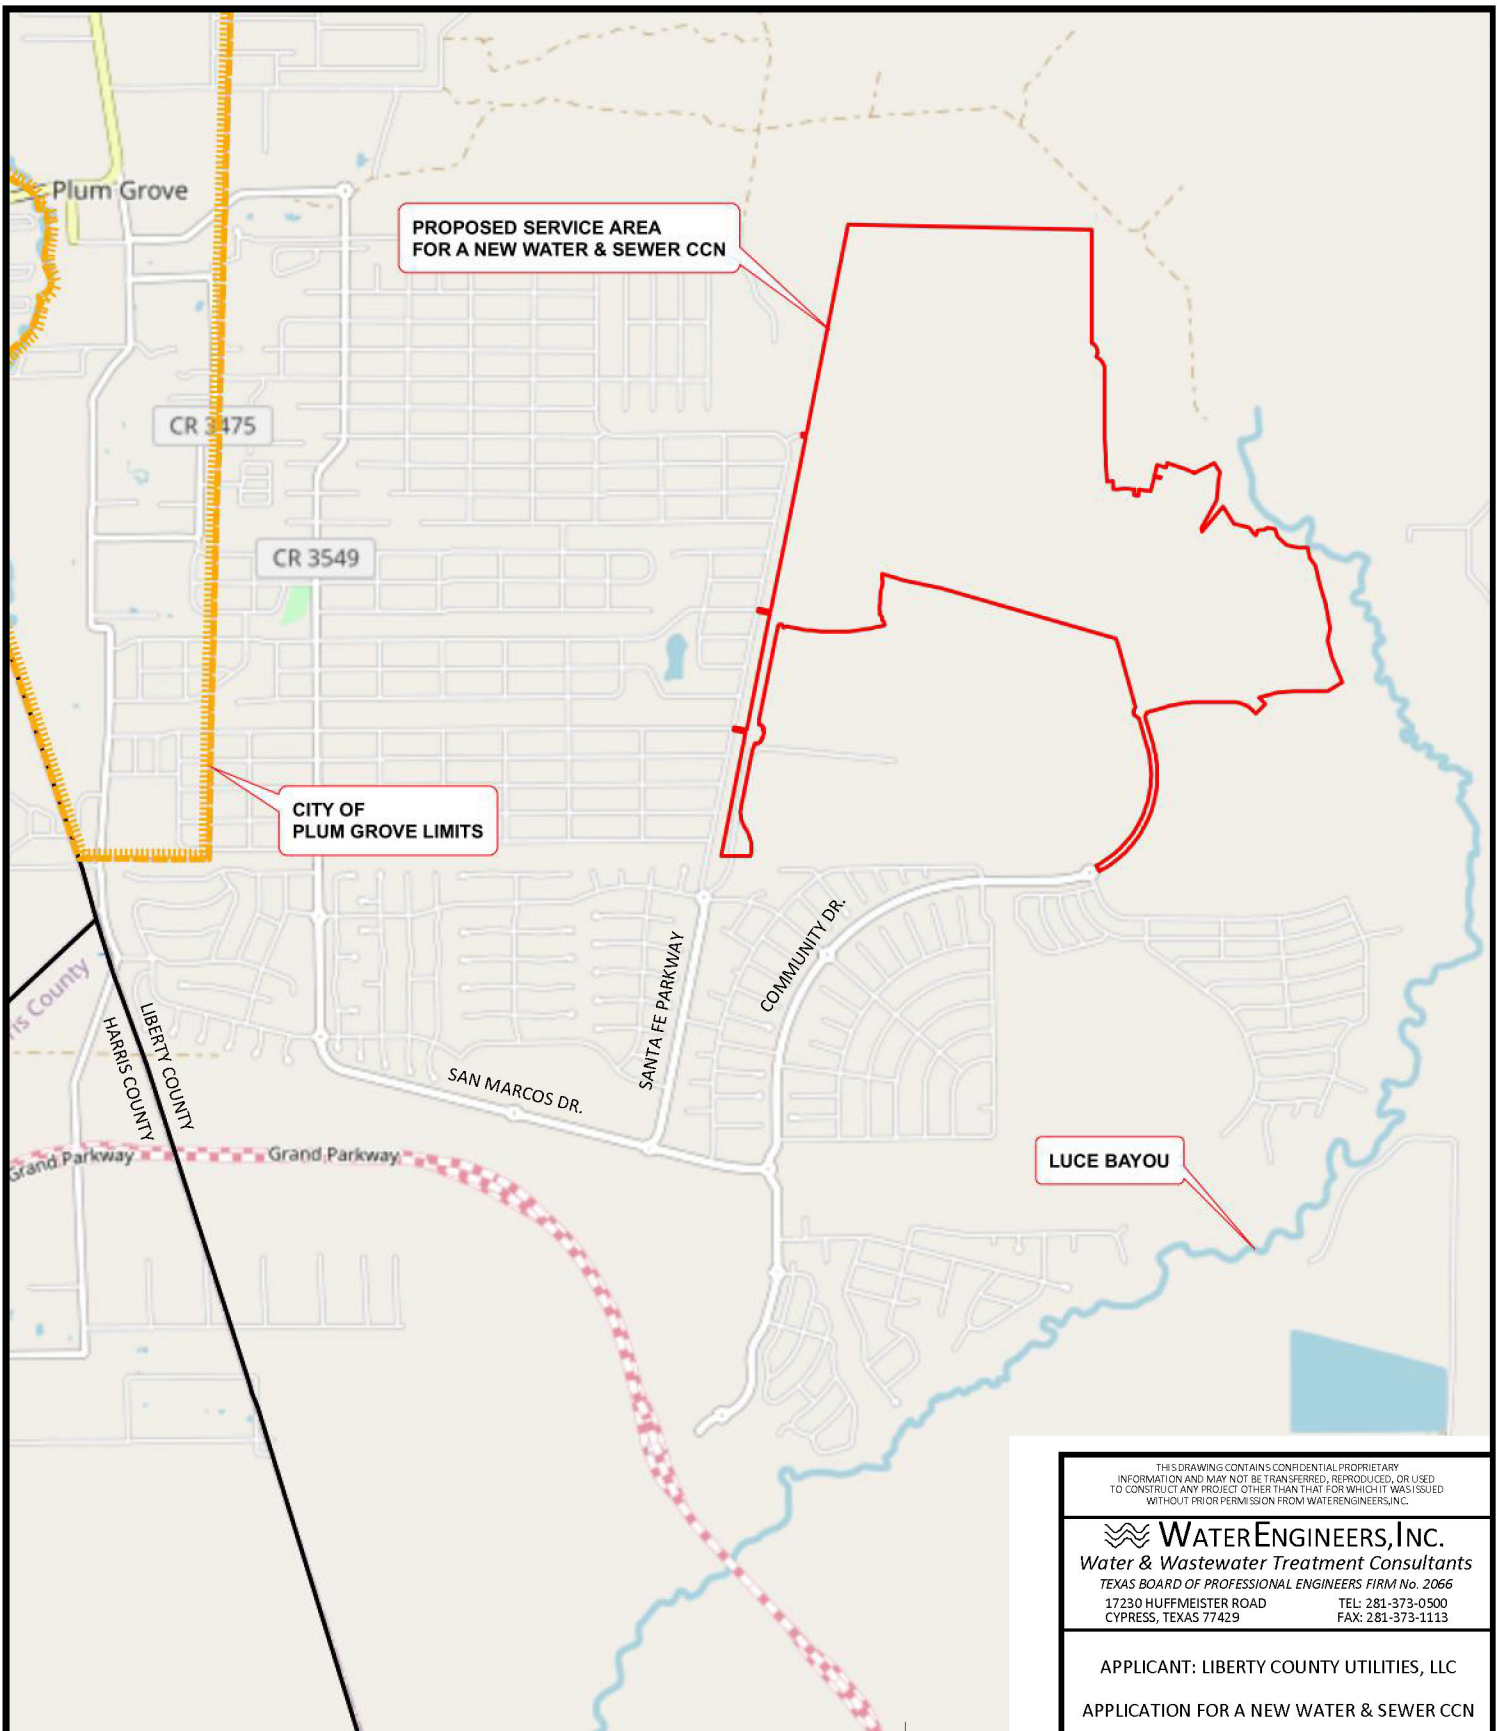 Plum Grove
PROPOSED SERVICE AREA
FOR A NEW WATER & SEWER CCN
CR 3475
CR 3549
CITY OF
PLUM GROVE LIMITS
COMMUNITY DR.
SANTA FE PARKWAY
is County
LIBERTY COUNTY
HARRIS COUNTY
SAN MARCOS DR.
Grand Parkway
Grand Parkway
LUCE BAYOU
THIS DRAWING CONTAINS CONFIDENTIAL PROPRIETARY
INFORMATION AND MAY NOT BE TRANSFERRED, REPRODUCED, OR USED
TO CONSTRUCT ANY PROJECT OTHER THAN THAT FOR WHICH IT WAS ISSUED
WITHOUT PRIOR PERMISSION FROM WATERENGINEERS,INC.
WATERENGINEERS,INC.
Water & Wastewater Treatment Consultants
TEXAS BOARD OF PROFESSIONAL ENGINEERS FIRM No. 2066
17230 HUFFMEISTER ROAD TEL: 281-373-0500
CYPRESS, TEXAS 77429 FAX: 281-373-1113
APPLICANT: LIBERTY COUNTY UTILITIES, LLC
APPLICATION FOR A NEW WATER & SEWER CCN